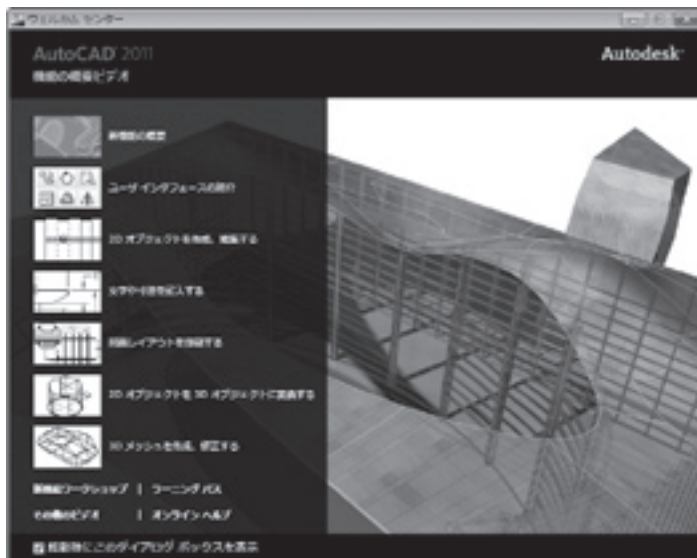 ウェルカム センター
AutoCAD 2011
Autodesk
機能の概要ビデオ
新機能の概要
ユーザ インタフェースの紹介
2D オブジェクトを作成、編集する
文字や寸法を記入する
図面レイアウトを登録する
2D オブジェクトを 3D オブジェクトに変換する
3D メッシュを作成、修正する
新機能ワークショップ | ラーニング パス
その他のビデオ | オンライン ヘルプ
起動時にこのダイアログ ボックスを表示